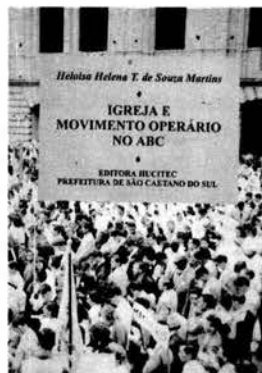 Heloisa Helena T. de Souza Martins
IGREJA E
MOVIMENTO OPERÁRIO
NO ABC
EDITORA HUCITEC
PREFEITURA DE SÃO CAETANO DO SUL